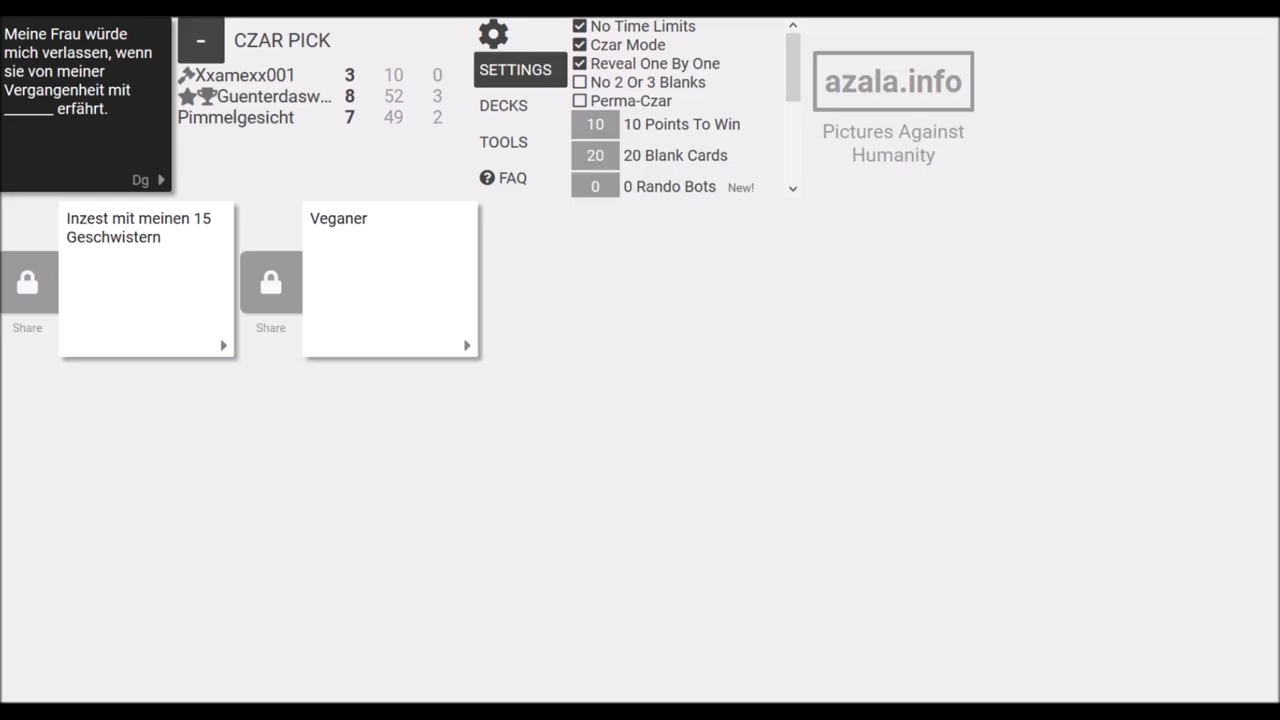 Meine Frau würde
mich verlassen, wenn
sie von meiner
Vergangenheit mit
______ erfährt.
Dg
-
CZAR PICK
Xxamexx001 3 10 0
Guenterdasw... 8 52 3
Pimmelgesicht 7 49 2
SETTINGS
DECKS
TOOLS
FAQ
No Time Limits
Czar Mode
Reveal One By One
No 2 Or 3 Blanks
Perma-Czar
10 10 Points To Win
20 20 Blank Cards
0 0 Rando Bots New!
azala.info
Pictures Against
Humanity
Inzest mit meinen 15
Geschwistern
Share
Veganer
Share